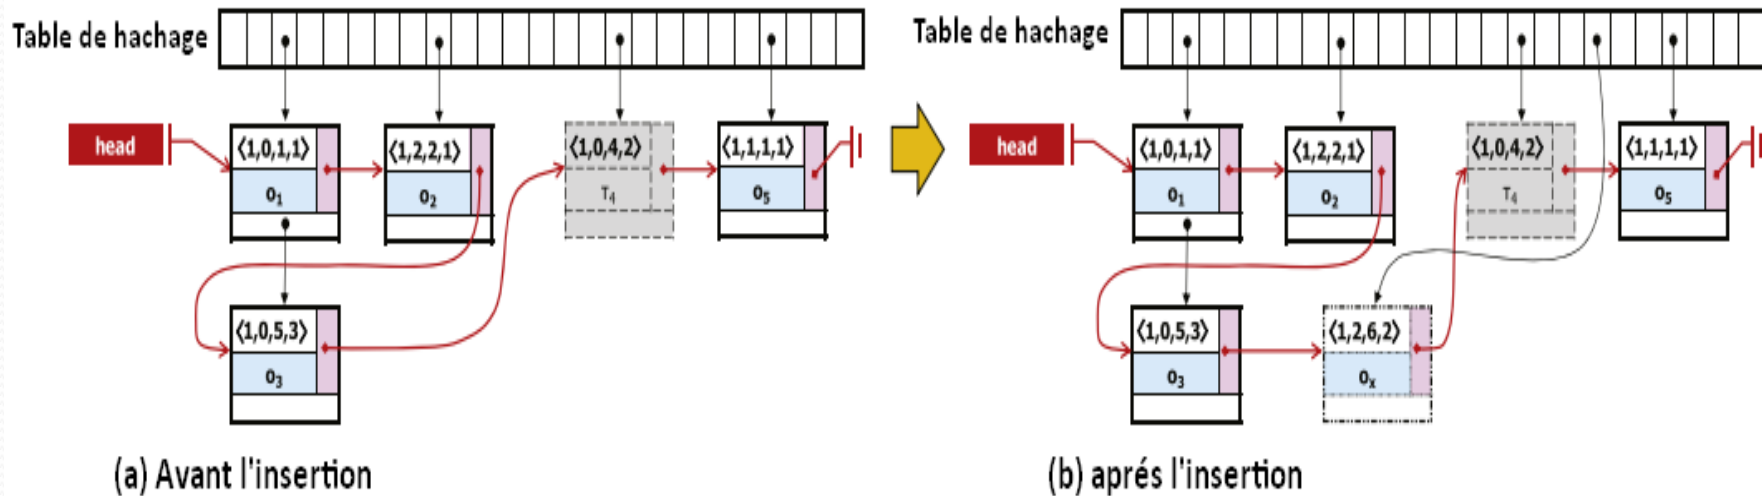 Table de hachage
head
⟨1,0,1,1⟩
o₁
⟨1,2,2,1⟩
o₂
⟨1,0,4,2⟩
T₄
⟨1,1,1,1⟩
o₅
⟨1,0,5,3⟩
o₃
(a) Avant l'insertion
Table de hachage
head
⟨1,0,1,1⟩
o₁
⟨1,2,2,1⟩
o₂
⟨1,0,4,2⟩
T₄
⟨1,1,1,1⟩
o₅
⟨1,0,5,3⟩
o₃
⟨1,2,6,2⟩
oₓ
(b) aprés l'insertion